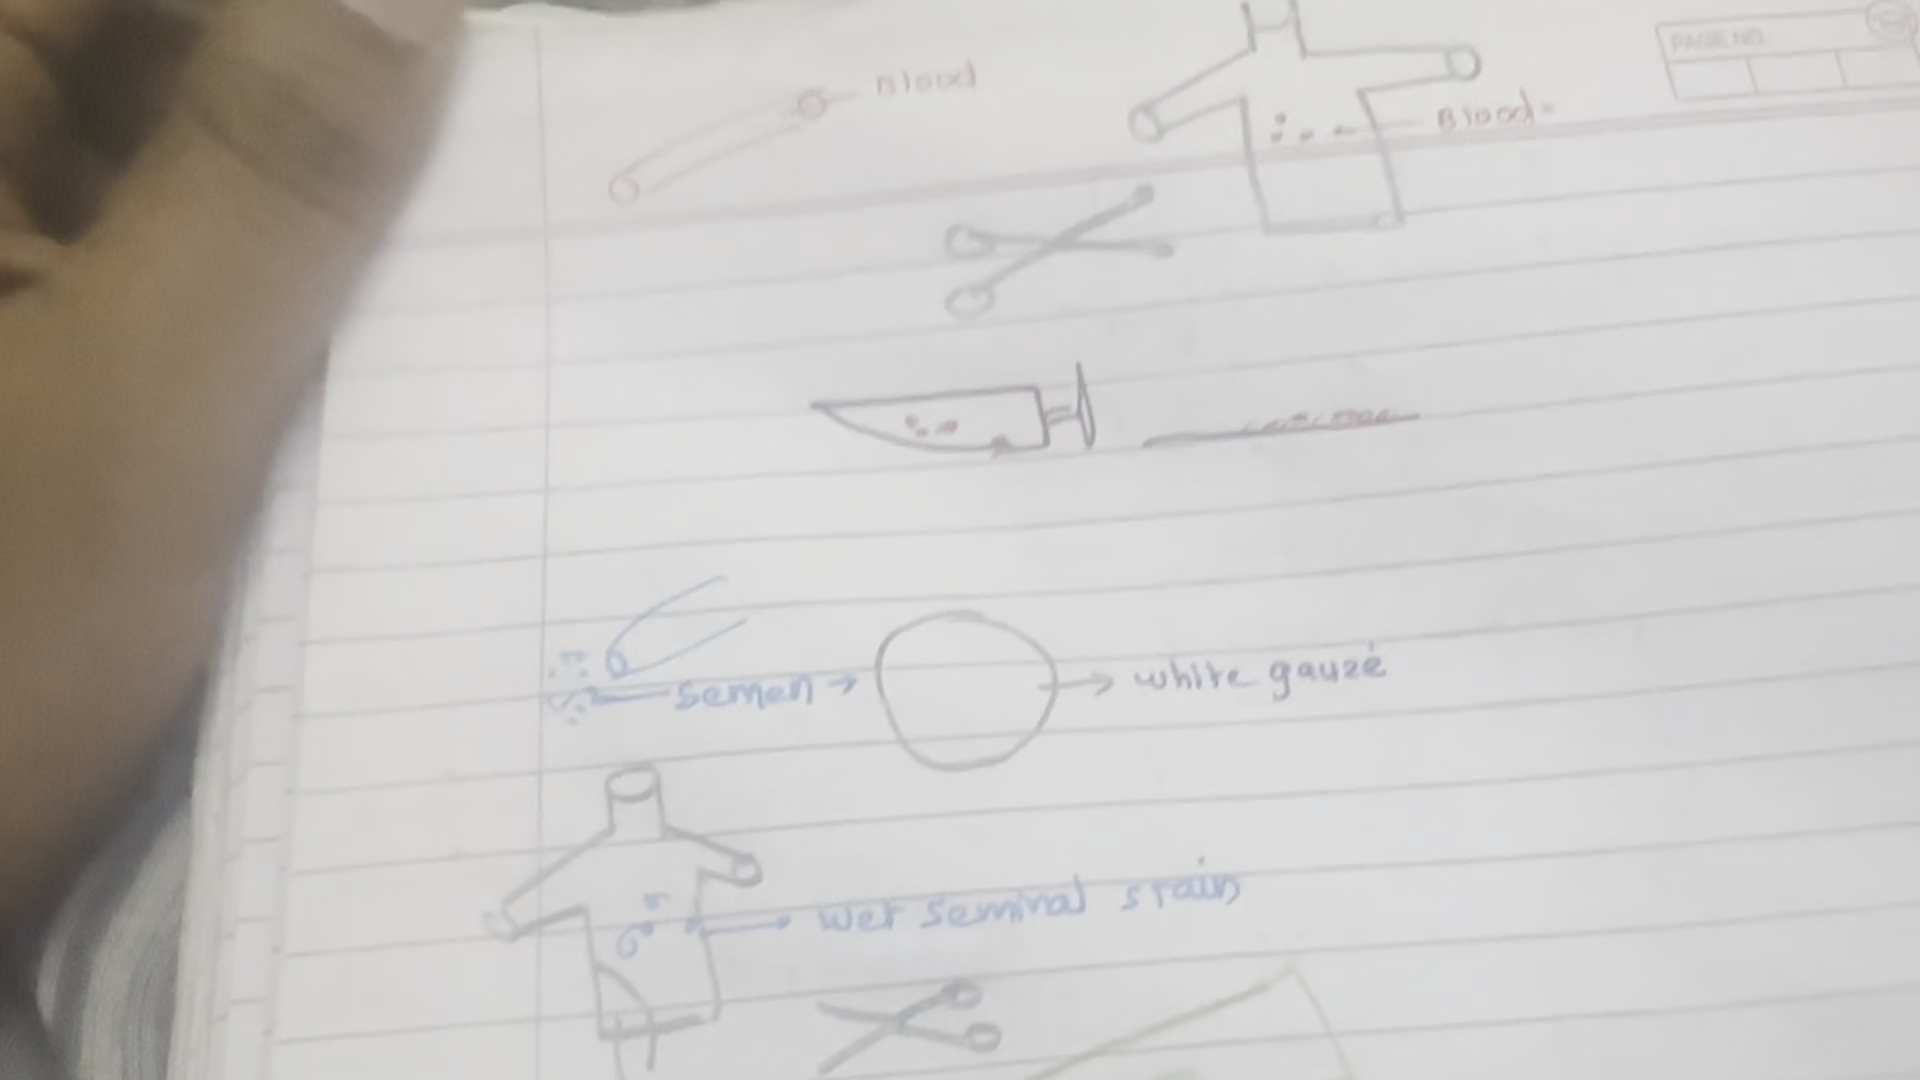 PAGE NO.
Blood
Blood
semen
white gauze
wet seminal stain